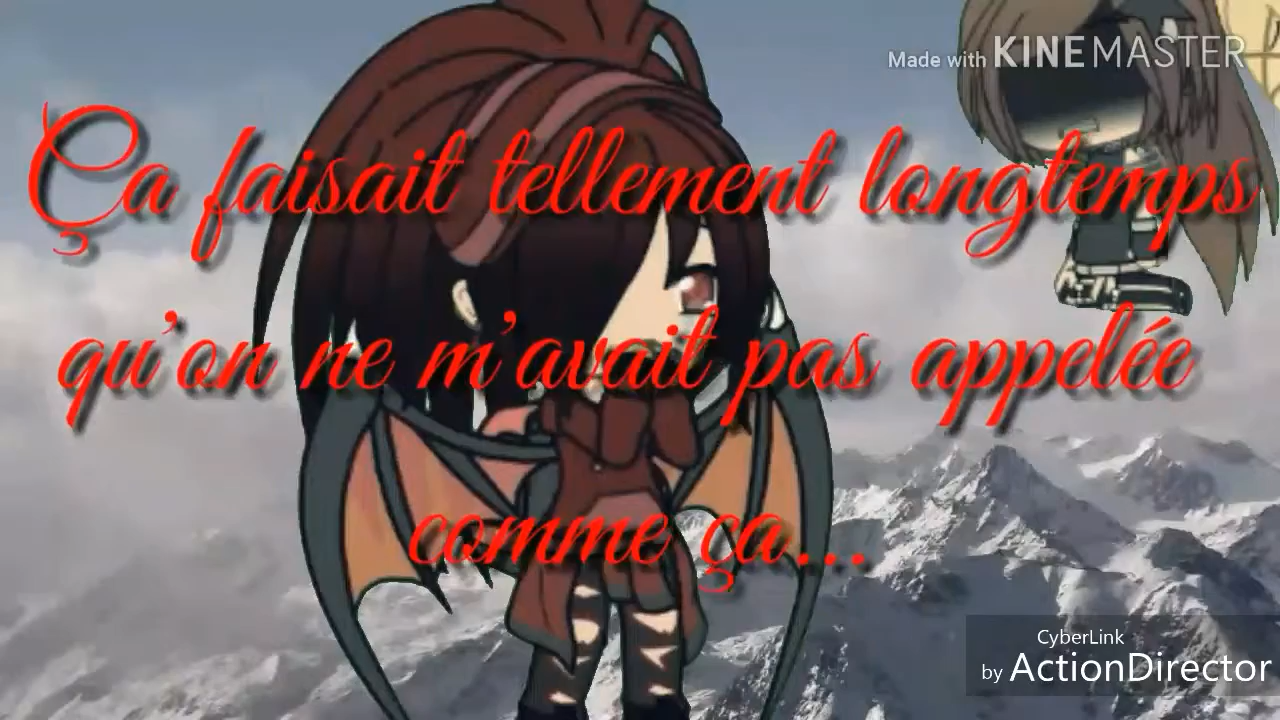 Made with KINEMASTER
Ça faisait tellement longtemps
qu'on ne m'avait pas appelée
comme ça...
CyberLink
by ActionDirector